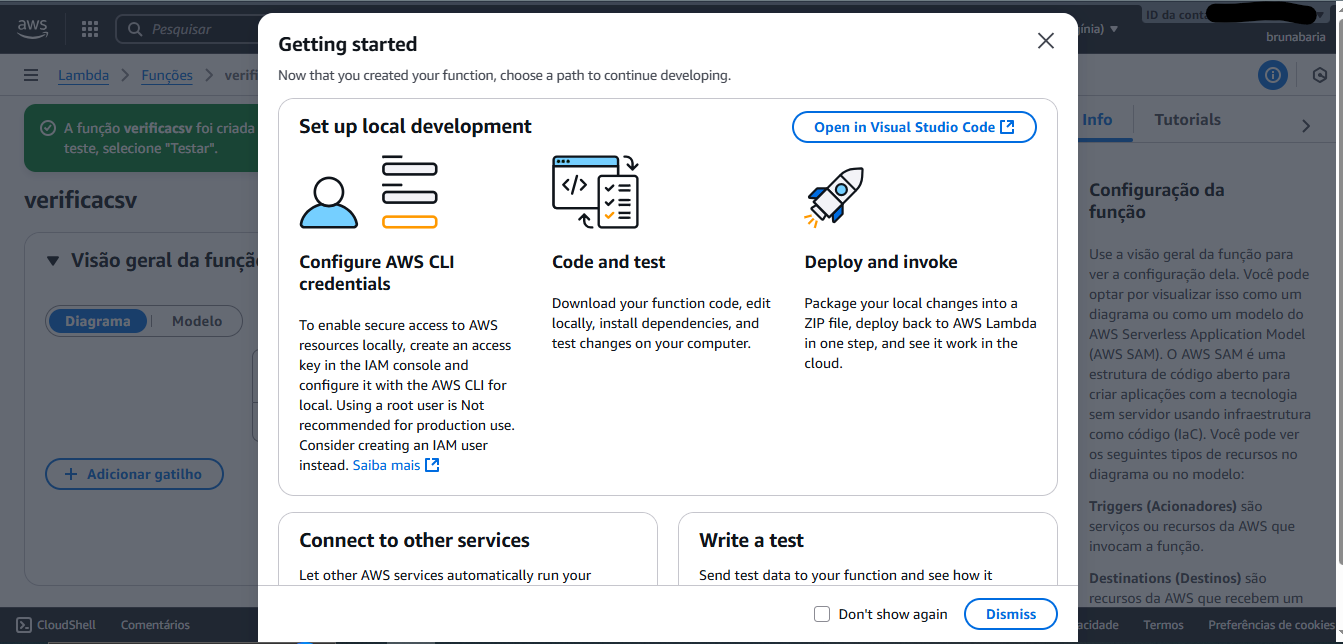 aws
Pesquisar
ID da conta
ínia)
brunabaria
Lambda
Funções
verifi
A função verificacsv foi criada
teste, selecione "Testar".
verificacsv
Visão geral da funçã
Diagrama
Modelo
Adicionar gatilho
Getting started
Now that you created your function, choose a path to continue developing.
Set up local development
Open in Visual Studio Code
Configure AWS CLI
credentials
To enable secure access to AWS
resources locally, create an access
key in the IAM console and
configure it with the AWS CLI for
local. Using a root user is Not
recommended for production use.
Consider creating an IAM user
instead. Saiba mais
Code and test
Download your function code, edit
locally, install dependencies, and
test changes on your computer.
Deploy and invoke
Package your local changes into a
ZIP file, deploy back to AWS Lambda
in one step, and see it work in the
cloud.
Connect to other services
Let other AWS services automatically run your
Write a test
Send test data to your function and see how it
Don't show again
Dismiss
Info
Tutorials
Configuração da
função
Use a visão geral da função para
ver a configuração dela. Você pode
optar por visualizar isso como um
diagrama ou como um modelo do
AWS Serverless Application Model
(AWS SAM). O AWS SAM é uma
estrutura de código aberto para
criar aplicações com a tecnologia
sem servidor usando infraestrutura
como código (IaC). Você pode ver
os seguintes tipos de recursos no
diagrama ou no modelo:
Triggers (Acionadores) são
serviços ou recursos da AWS que
invocam a função.
Destinations (Destinos) são
recursos da AWS que recebem um
CloudShell
Comentários
acidade
Termos
Preferências de cookies